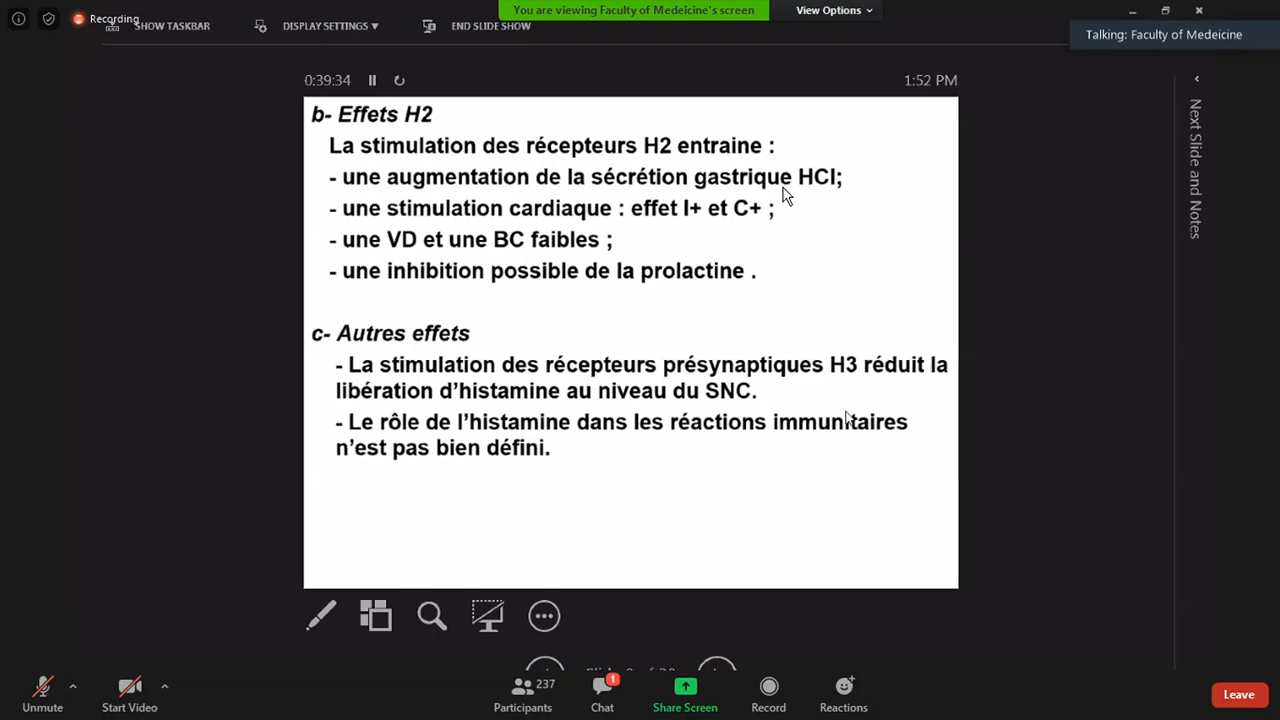 Recording
SHOW TASKBAR
DISPLAY SETTINGS ▾
END SLIDE SHOW
You are viewing Faculty of Medeicine's screen
View Options
Talking: Faculty of Medeicine
0:39:34
1:52 PM
b- Effets H2
La stimulation des récepteurs H2 entraine :
- une augmentation de la sécrétion gastrique HCl;
- une stimulation cardiaque : effet I+ et C+ ;
- une VD et une BC faibles ;
- une inhibition possible de la prolactine .
c- Autres effets
- La stimulation des récepteurs présynaptiques H3 réduit la
libération d'histamine au niveau du SNC.
- Le rôle de l'histamine dans les réactions immunitaires
n'est pas bien défini.
Next Slide and Notes
Unmute
Start Video
237
Participants
1
Chat
Share Screen
Record
Reactions
Leave